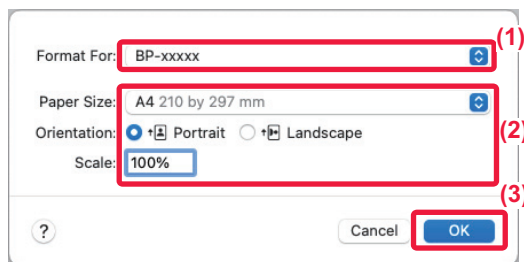 (1)
Format For: BP-xxxxx
Paper Size: A4 210 by 297 mm
(2)
Orientation: Portrait Landscape
Scale: 100%
(3)
? Cancel OK